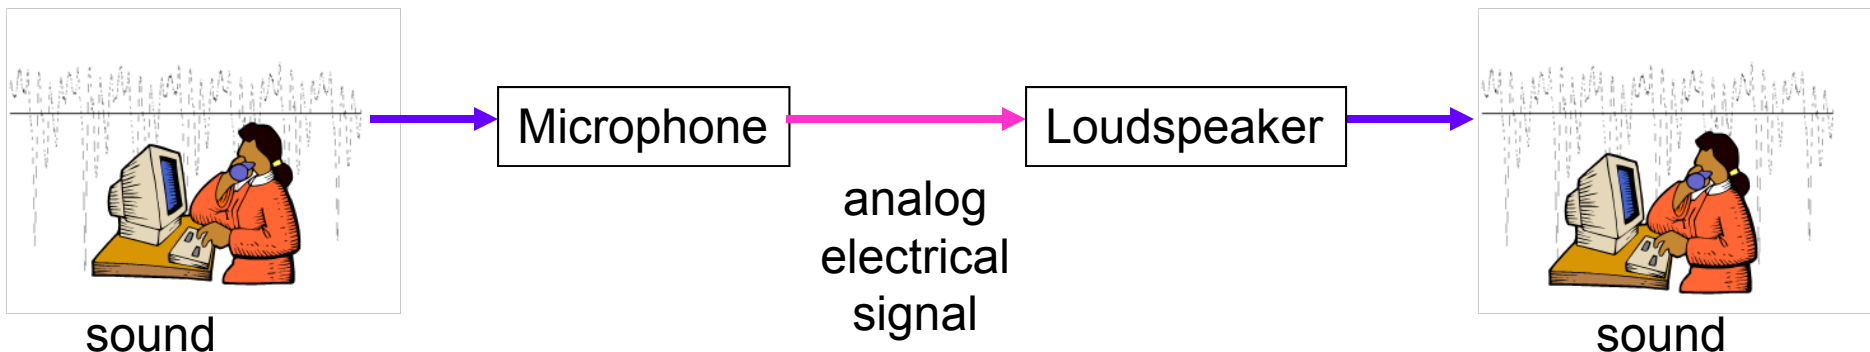 Microphone
Loudspeaker
analog
electrical
signal
sound
sound